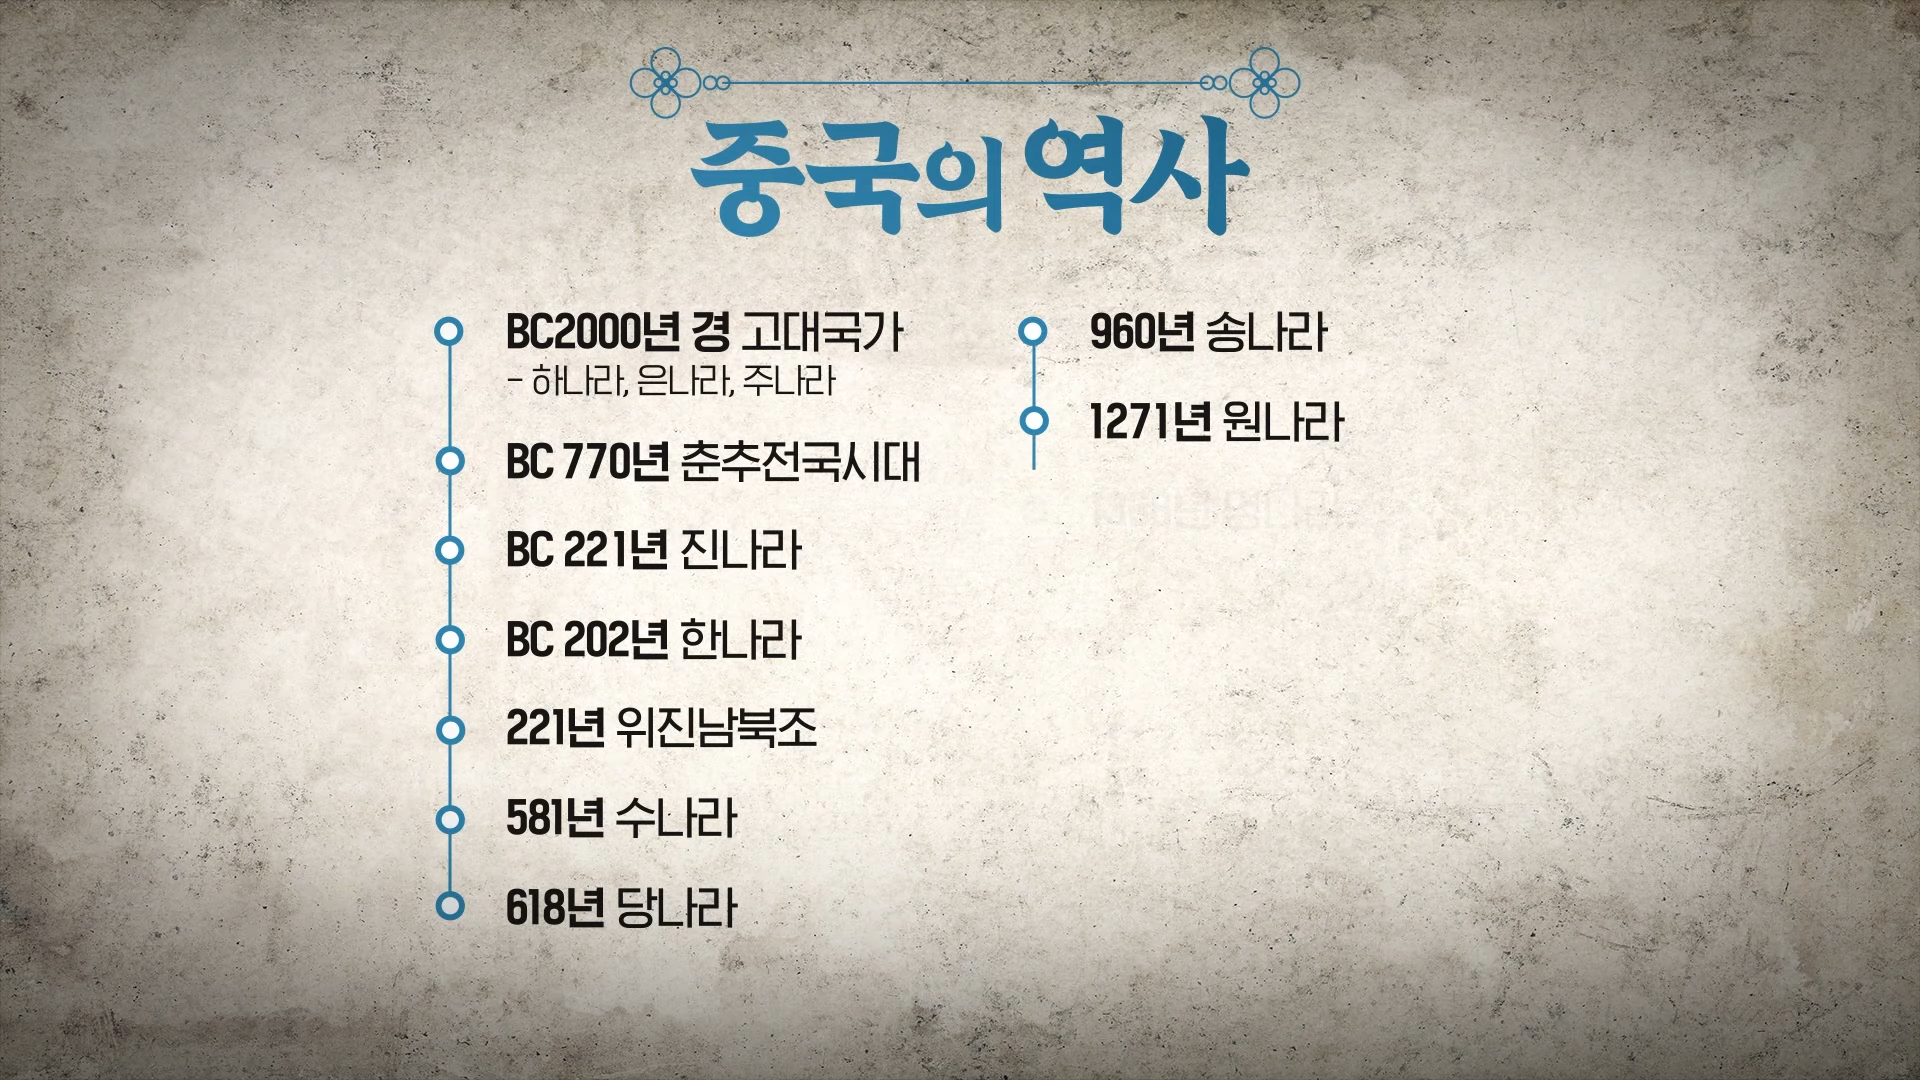 중국의 역사
BC2000년 경 고대국가
- 하나라, 은나라, 주나라
BC 770년 춘추전국시대
BC 221년 진나라
BC 202년 한나라
221년 위진남북조
581년 수나라
618년 당나라
960년 송나라
1271년 원나라